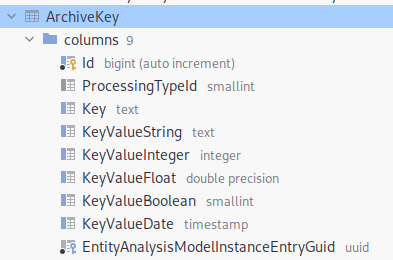 ArchiveKey
columns 9
Id bigint (auto increment)
ProcessingTypeId smallint
Key text
KeyValueString text
KeyValueInteger integer
KeyValueFloat double precision
KeyValueBoolean smallint
KeyValueDate timestamp
EntityAnalysisModelInstanceEntryGuid uuid